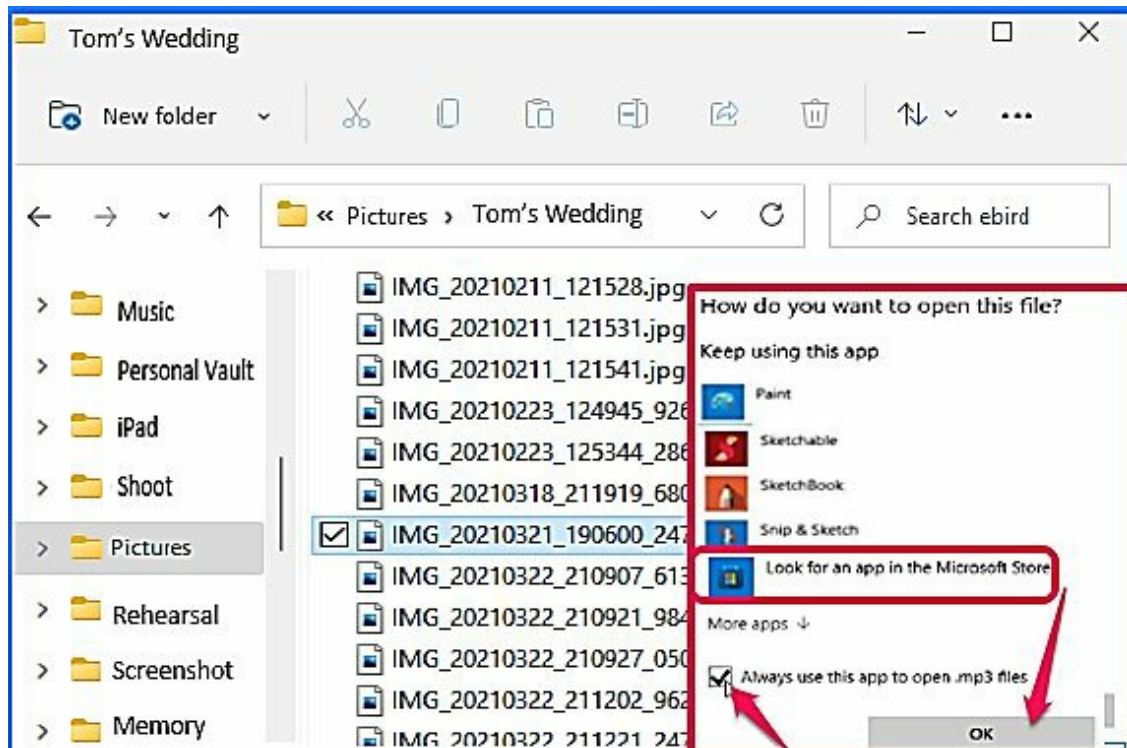 Tom's Wedding
New folder
« Pictures › Tom's Wedding
Search ebird
Music
Personal Vault
iPad
Shoot
Pictures
Rehearsal
Screenshot
Memory
IMG_20210211_121528.jpg
IMG_20210211_121531.jpg
IMG_20210211_121541.jpg
IMG_20210223_124945_926
IMG_20210223_125344_286
IMG_20210318_211919_680
IMG_20210321_190600_247
IMG_20210322_210907_613
IMG_20210322_210921_984
IMG_20210322_210927_050
IMG_20210322_211202_962
IMG_20210322_211221_247
How do you want to open this file?
Keep using this app
Paint
Sketchable
SketchBook
Snip & Sketch
Look for an app in the Microsoft Store
More apps ↓
Always use this app to open .mp3 files
OK